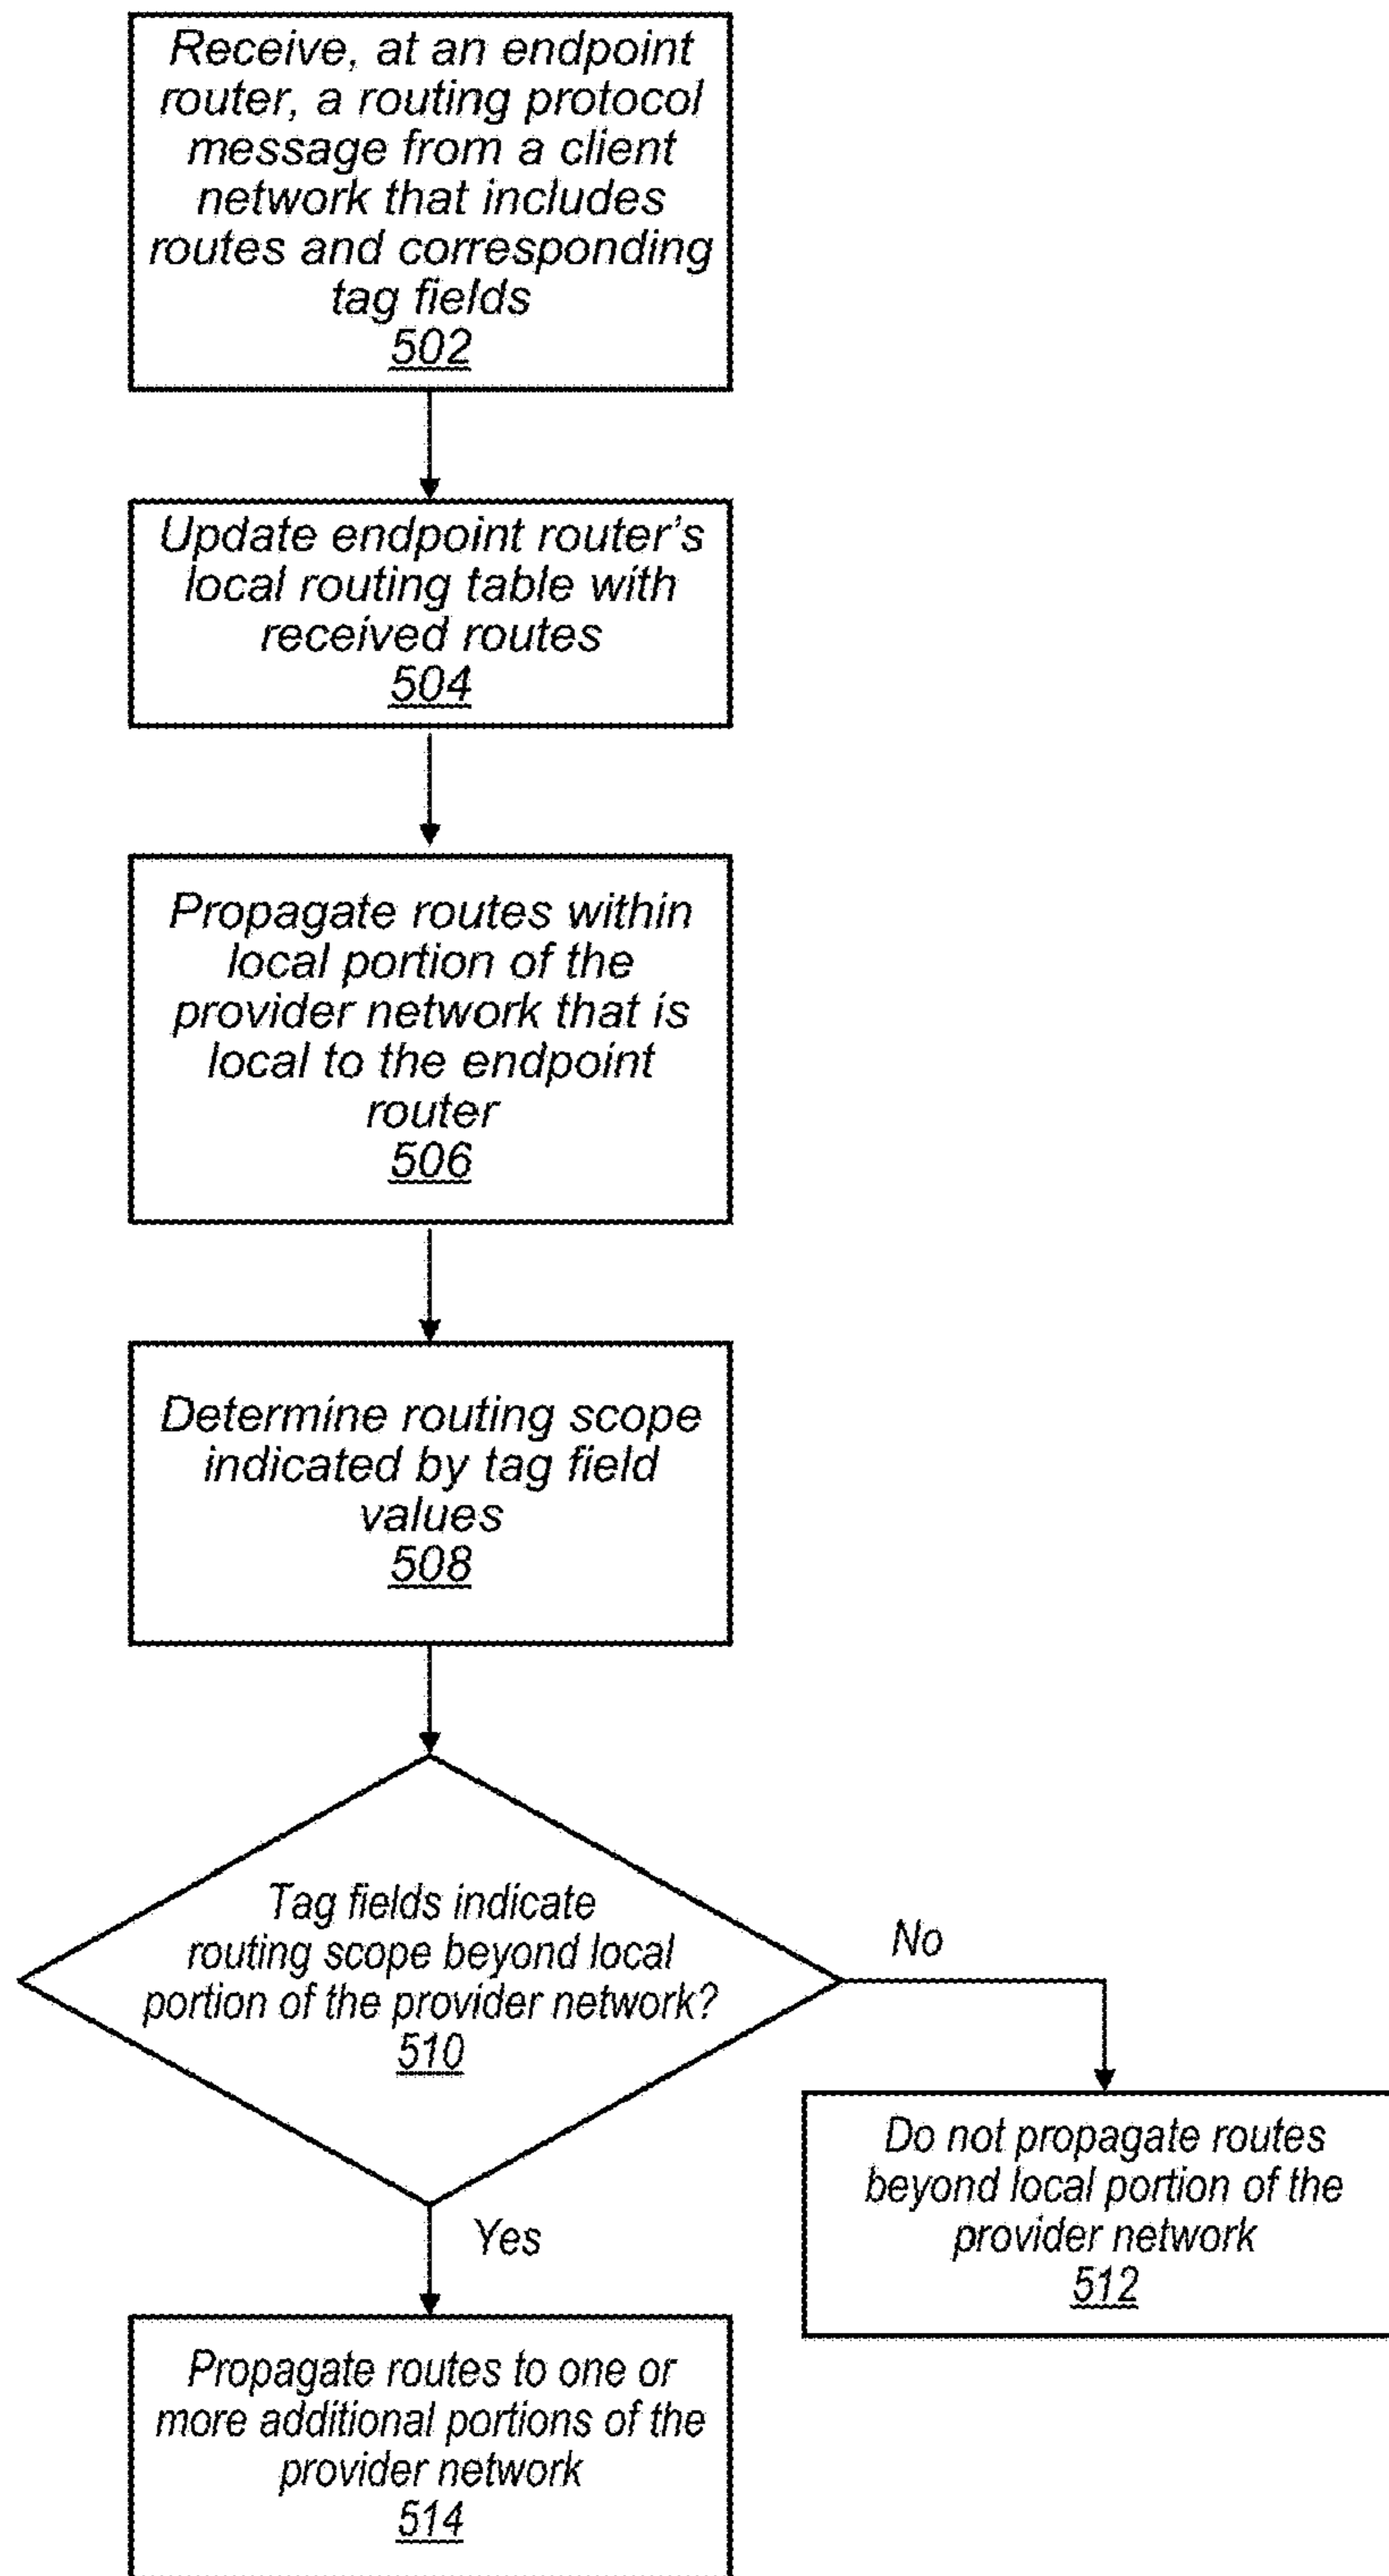 Receive, at an endpoint
router, a routing protocol
message from a client
network that includes
routes and corresponding
tag fields
502
Update endpoint router's
local routing table with
received routes
504
Propagate routes within
local portion of the
provider network that is
local to the endpoint
router
506
Determine routing scope
indicated by tag field
values
508
Tag fields indicate
routing scope beyond local
portion of the provider network?
510
No
Do not propagate routes
beyond local portion of the
provider network
512
Yes
Propagate routes to one or
more additional portions of the
provider network
514